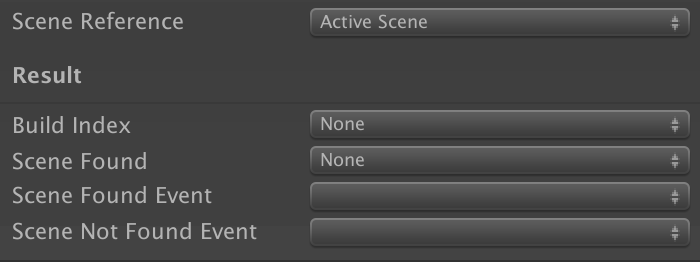 Scene Reference Active Scene
Result
Build Index None
Scene Found None
Scene Found Event
Scene Not Found Event